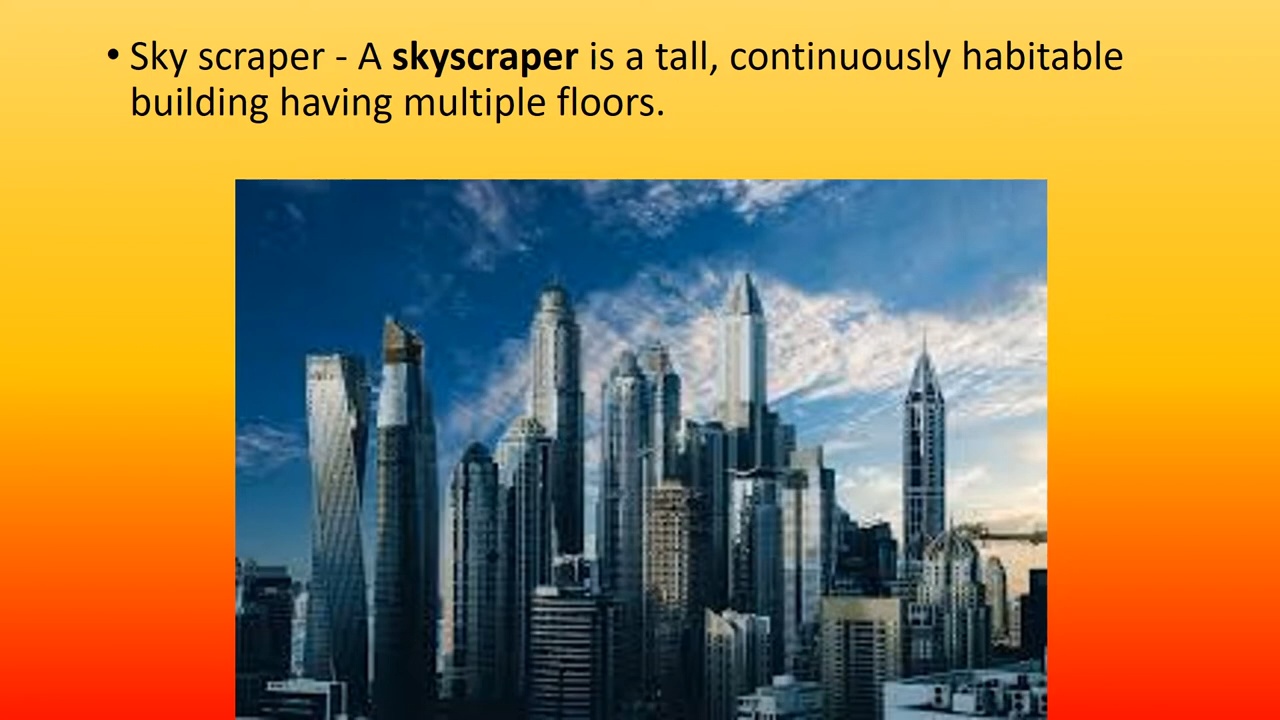 • Sky scraper - A skyscraper is a tall, continuously habitable
building having multiple floors.